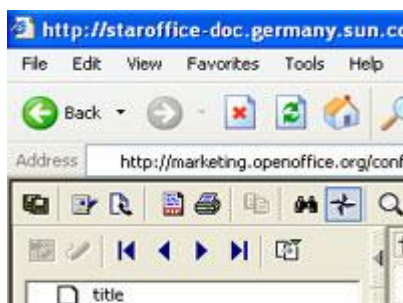 http://staroffice-doc.germany.sun.co
File Edit View Favorites Tools Help
Back
Address http://marketing.openoffice.org/conf
title